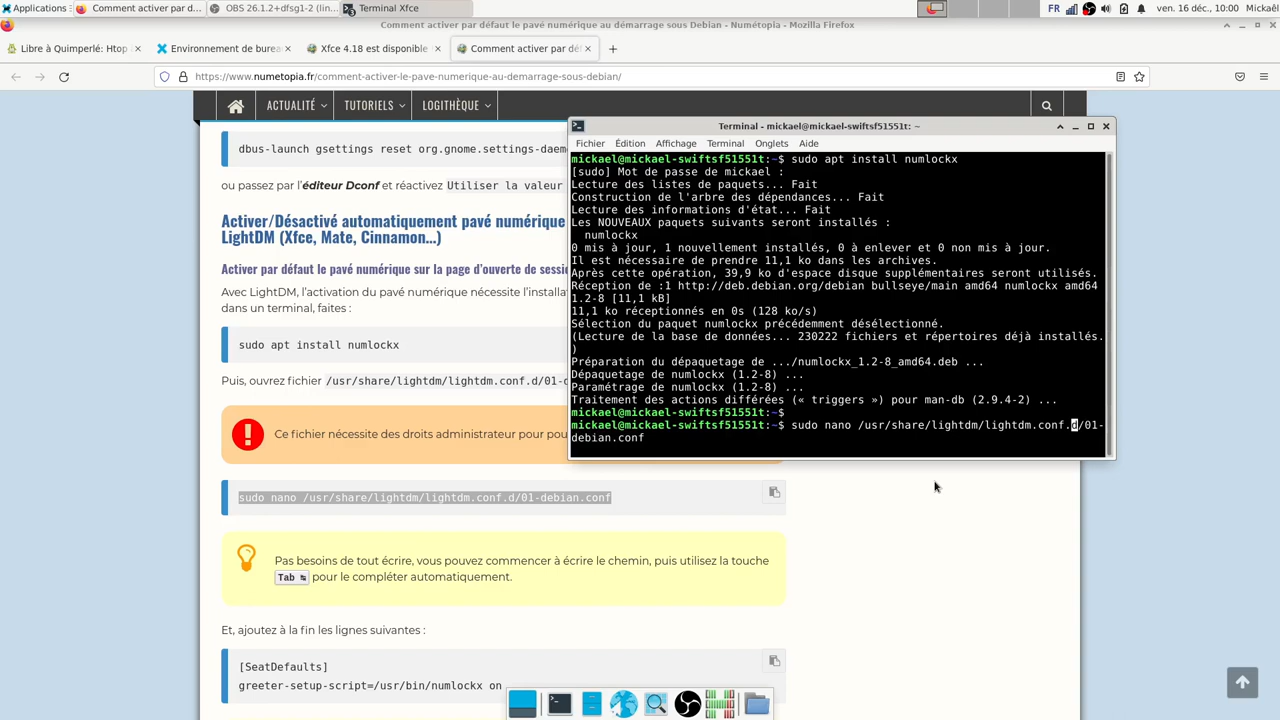 Applications
Comment activer par d...
OBS 26.1.2+dfsg1-2 (lin...
Terminal Xfce
FR
ven. 16 déc., 10:00
Mickaël
Comment activer par défaut le pavé numérique au démarrage sous Debian - Numétopia - Mozilla Firefox
Libre à Quimperlé: Htop
Environnement de burea
Xfce 4.18 est disponible
Comment activer par déf
https://www.numetopia.fr/comment-activer-le-pave-numerique-au-demarrage-sous-debian/
ACTUALITÉ
TUTORIELS
LOGITHÈQUE
dbus-launch gsettings reset org.gnome.settings-daem
ou passez par l'éditeur Dconf et réactivez Utiliser la valeur
Activer/Désactivé automatiquement pavé numérique
LightDM (Xfce, Mate, Cinnamon...)
Activer par défaut le pavé numérique sur la page d'ouverte de sessi
Avec LightDM, l'activation du pavé numérique nécessite l'installa
dans un terminal, faites :
sudo apt install numlockx
Puis, ouvrez fichier /usr/share/lightdm/lightdm.conf.d/01-d
Ce fichier nécessite des droits administrateur pour pou
sudo nano /usr/share/lightdm/lightdm.conf.d/01-debian.conf
Pas besoins de tout écrire, vous pouvez commencer à écrire le chemin, puis utilisez la touche
Tab ↹ pour le compléter automatiquement.
Et, ajoutez à la fin les lignes suivantes :
[SeatDefaults]
greeter-setup-script=/usr/bin/numlockx on
Terminal - mickael@mickael-swiftsf51551t: ~
Fichier Édition Affichage Terminal Onglets Aide
mickael@mickael-swiftsf51551t:~$ sudo apt install numlockx
[sudo] Mot de passe de mickael :
Lecture des listes de paquets... Fait
Construction de l'arbre des dépendances... Fait
Lecture des informations d'état... Fait
Les NOUVEAUX paquets suivants seront installés :
numlockx
0 mis à jour, 1 nouvellement installés, 0 à enlever et 0 non mis à jour.
Il est nécessaire de prendre 11,1 ko dans les archives.
Après cette opération, 39,9 ko d'espace disque supplémentaires seront utilisés.
Réception de :1 http://deb.debian.org/debian bullseye/main amd64 numlockx amd64
1.2-8 [11,1 kB]
11,1 ko réceptionnés en 0s (128 ko/s)
Sélection du paquet numlockx précédemment désélectionné.
(Lecture de la base de données... 230222 fichiers et répertoires déjà installés.
)
Préparation du dépaquetage de .../numlockx_1.2-8_amd64.deb ...
Dépaquetage de numlockx (1.2-8) ...
Paramétrage de numlockx (1.2-8) ...
Traitement des actions différées (« triggers ») pour man-db (2.9.4-2) ...
mickael@mickael-swiftsf51551t:~$
mickael@mickael-swiftsf51551t:~$ sudo nano /usr/share/lightdm/lightdm.conf.d/01-
debian.conf